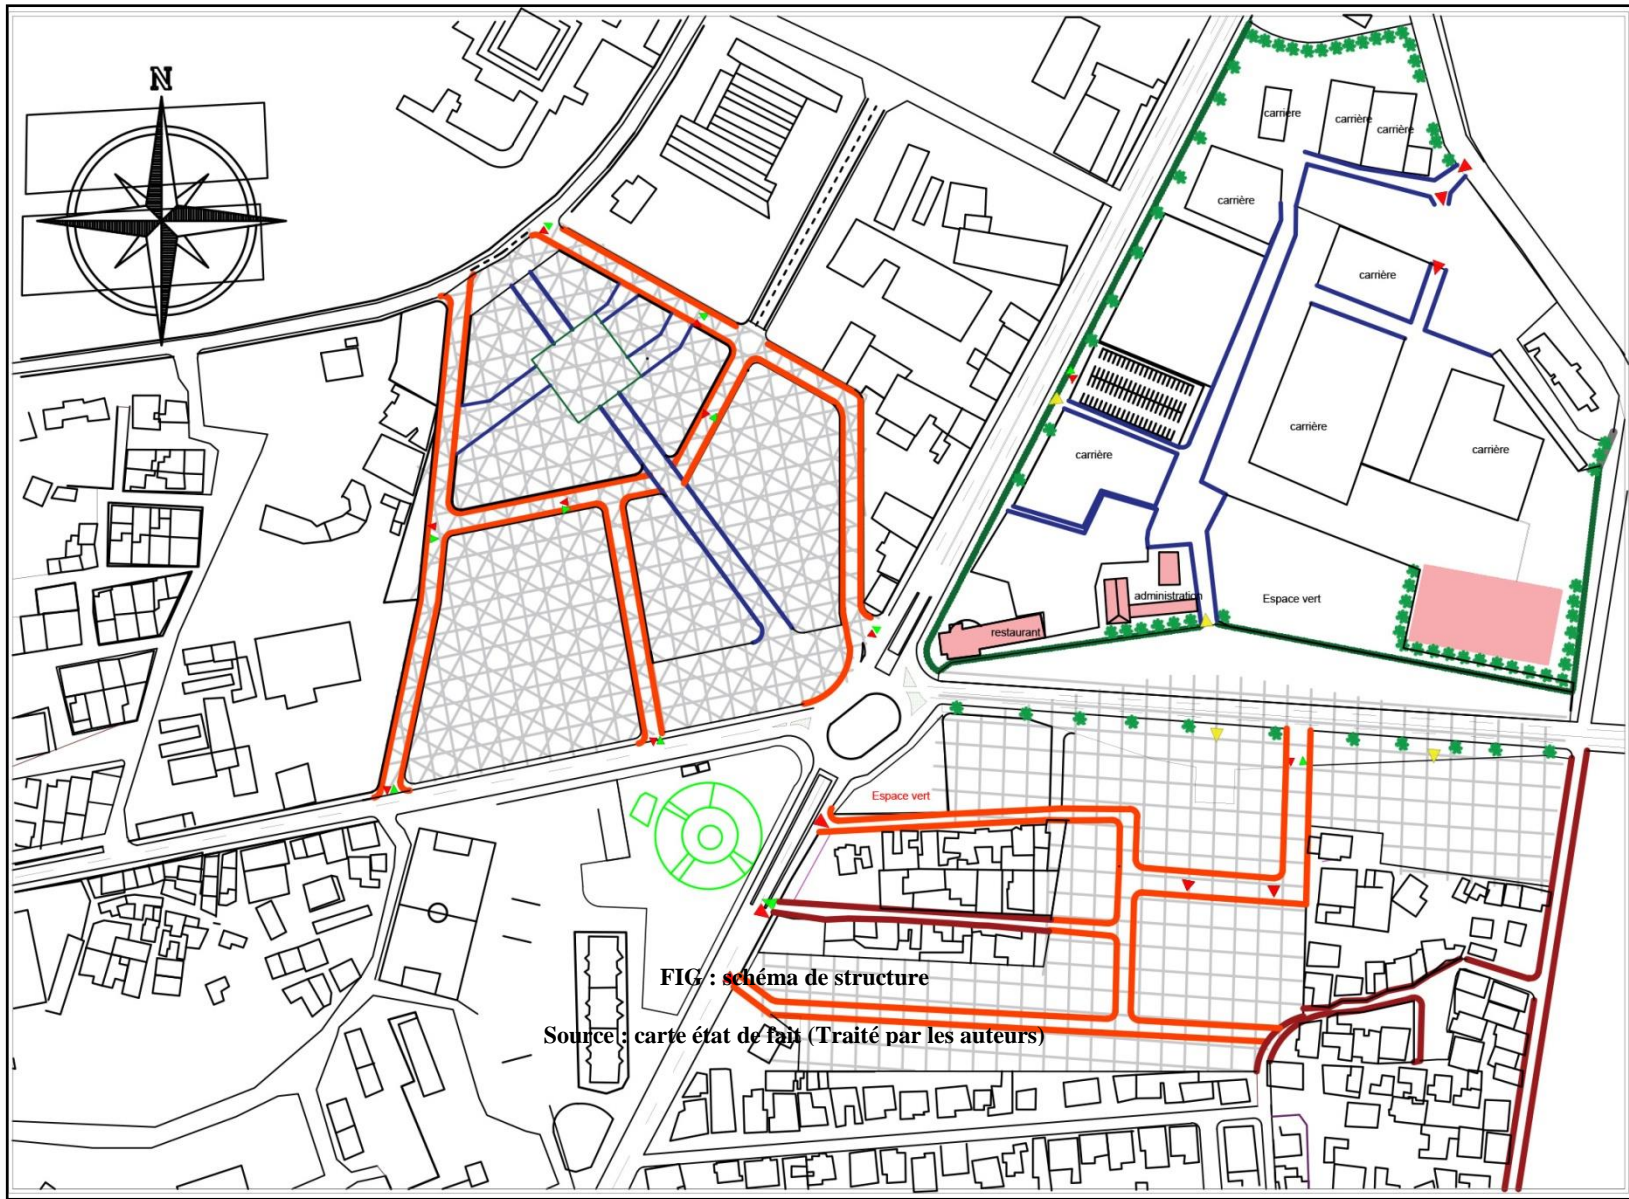 N
carrière
carrière
carrière
carrière
carrière
carrière
carrière
carrière
administration
Espace vert
restaurant
Espace vert
FIG : schéma de structure
Source : carte état de fait (Traité par les auteurs)